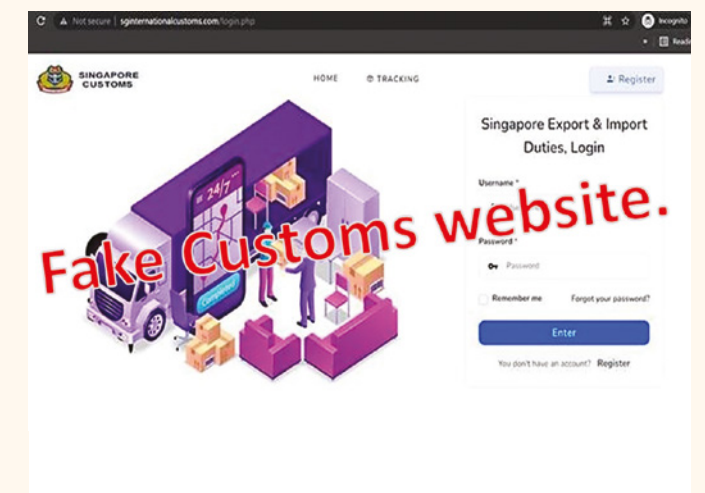 Not secure | sginternationalcustoms.com/login.php
Incognito
SINGAPORE
CUSTOMS
HOME
TRACKING
Register
Singapore Export & Import
Duties, Login
Username *
24/7
Fake Customs website.
Password *
Password
Completed
Remember me
Forgot your password?
Enter
You don't have an account? Register